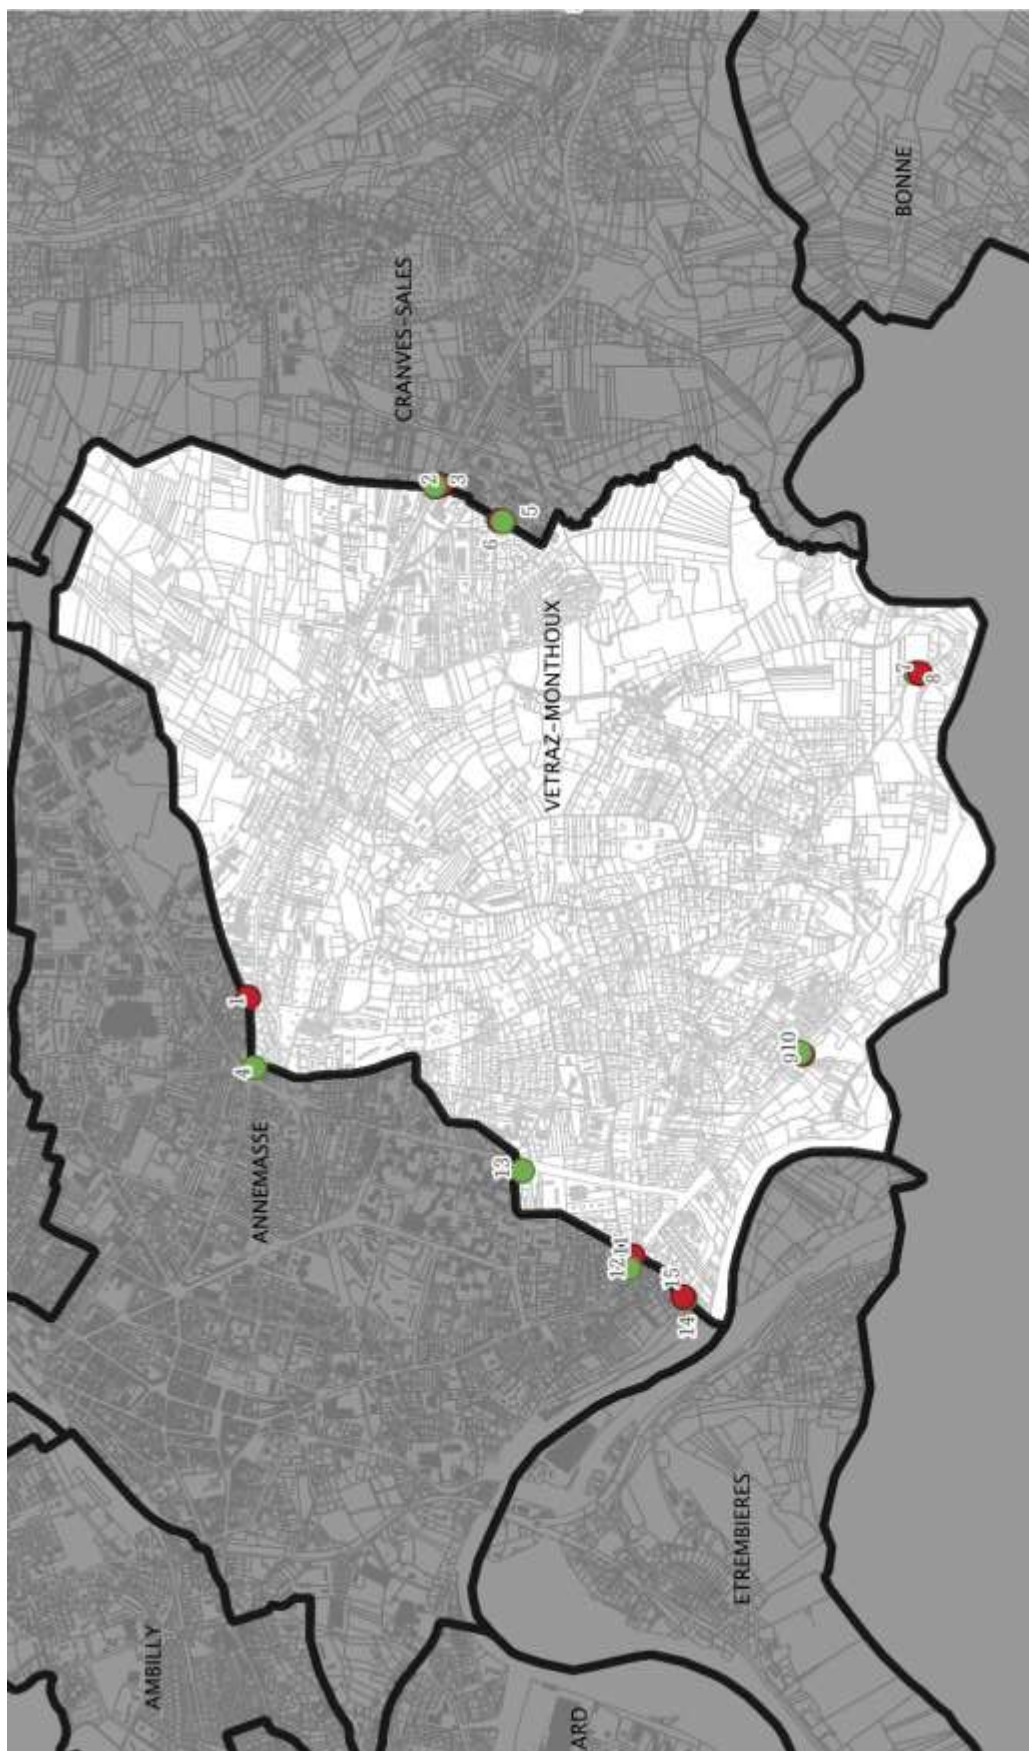 BONNE
CRANVES-SALES
2
3
6
5
VETRAZ-MONTHOUX
7
8
1
4
9
10
ANNEMASSE
13
12
11
15
14
ETREMBIERES
AMBILLY
ARD